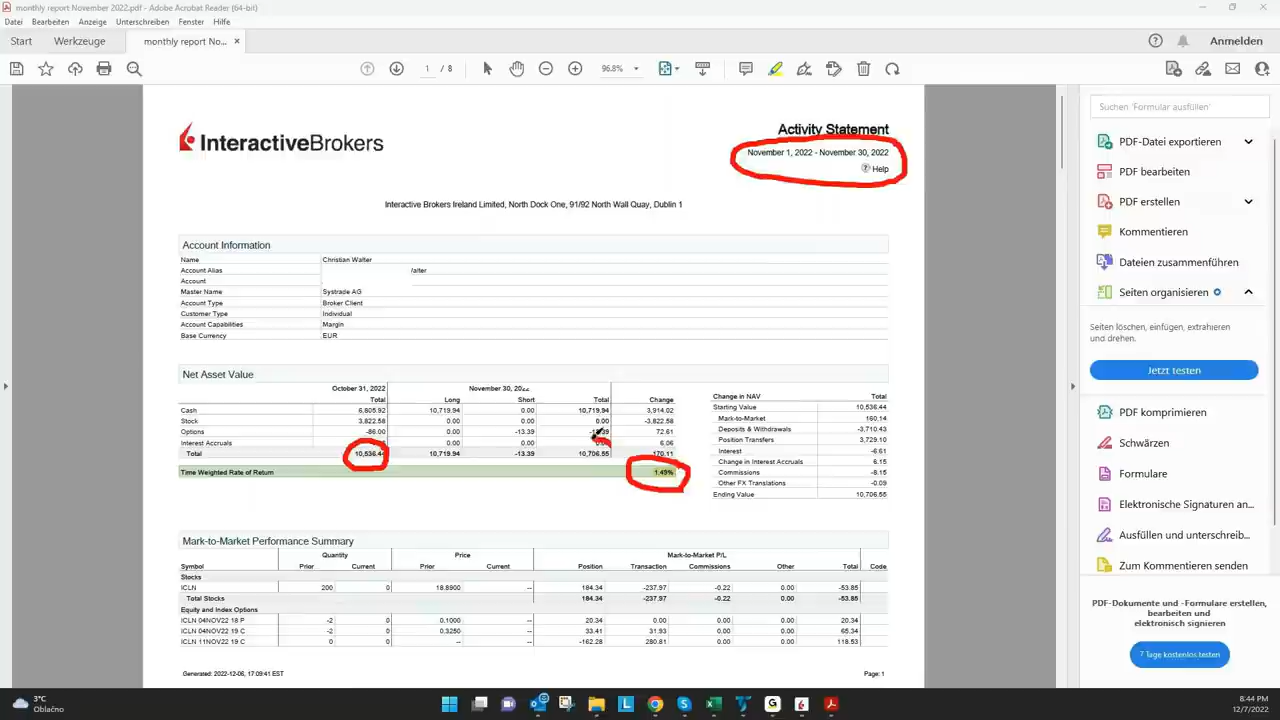 monthly report November 2022.pdf - Adobe Acrobat Reader (64-bit)
Datei Bearbeiten Anzeige Unterschreiben Fenster Hilfe
Start Werkzeuge monthly report No... × Anmelden
1 / 8 96.8%
InteractiveBrokers
Activity Statement
November 1, 2022 - November 30, 2022
Help
Interactive Brokers Ireland Limited, North Dock One, 91/92 North Wall Quay, Dublin 1
Account Information
Name Christian Walter
Account Alias alter
Account
Master Name Systrade AG
Account Type Broker Client
Customer Type Individual
Account Capabilities Margin
Base Currency EUR
Net Asset Value
October 31, 2022 November 30, 2022
Total Long Short Total Change
Cash 6,805.92 10,719.94 0.00 10,719.94 3,914.02
Stock 3,822.58 0.00 0.00 0.00 -3,822.58
Options -86.00 0.00 -13.39 72.61
Interest Accruals 0.00 0.00 6.06
Total 10,536.44 10,719.94 -13.39 10,706.55 170.11
Time Weighted Rate of Return 1.49%
Change in NAV Total
Starting Value 10,536.44
Mark-to-Market 160.14
Deposits & Withdrawals -3,710.43
Position Transfers 3,729.10
Interest -6.61
Change in Interest Accruals 6.15
Commissions -8.15
Other FX Translations -0.09
Ending Value 10,706.55
Mark-to-Market Performance Summary
Quantity Price Mark-to-Market P/L
Symbol Prior Current Prior Current Position Transaction Commissions Other Total Code
Stocks
ICLN 200 0 18.8900 -- 184.34 -237.97 -0.22 0.00 -53.85
Total Stocks 184.34 -237.97 -0.22 0.00 -53.85
Equity and Index Options
ICLN 04NOV22 18 P -2 0 0.1000 -- 20.34 0.00 0.00 0.00 20.34
ICLN 04NOV22 19 C -2 0 0.3250 -- 33.41 31.93 0.00 0.00 65.34
ICLN 11NOV22 19 C 0 0 -- -- -162.28 280.81 0.00 0.00 118.53
Generated: 2022-12-06, 17:09:41 EST Page: 1
Suchen 'Formular ausfüllen'
PDF-Datei exportieren
PDF bearbeiten
PDF erstellen
Kommentieren
Dateien zusammenführen
Seiten organisieren
Seiten löschen, einfügen, extrahieren
und drehen.
Jetzt testen
PDF komprimieren
Schwärzen
Formulare
Elektronische Signaturen an...
Ausfüllen und unterschreib...
Zum Kommentieren senden
PDF-Dokumente und -Formulare erstellen,
bearbeiten und
elektronisch signieren
7 Tage kostenlos testen
3°C
Oblačno
8:44 PM
12/7/2022